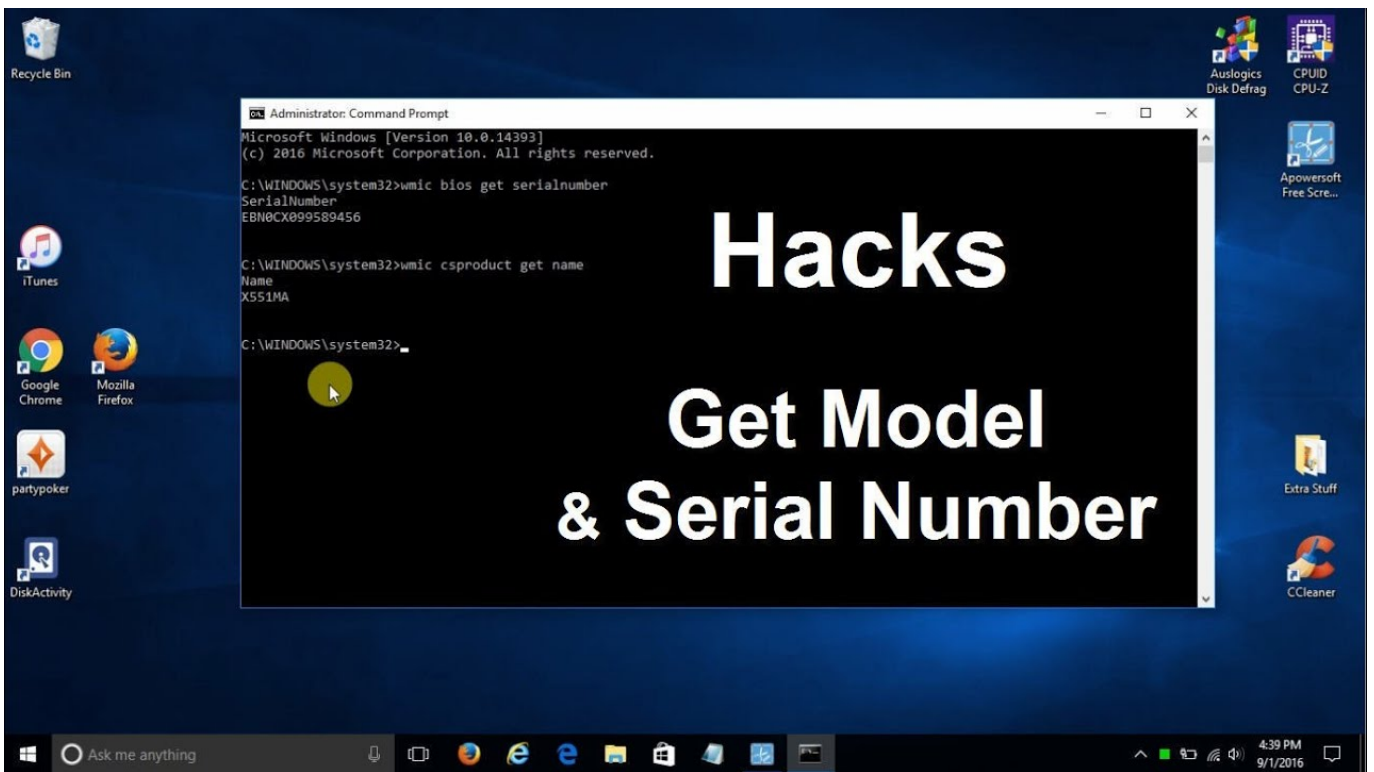 Recycle Bin
Auslogics
Disk Defrag
CPUID
CPU-Z
Administrator: Command Prompt
Microsoft Windows [Version 10.0.14393]
(c) 2016 Microsoft Corporation. All rights reserved.
C:\WINDOWS\system32>wmic bios get serialnumber
SerialNumber
EBN0CX099589456
C:\WINDOWS\system32>wmic csproduct get name
Name
X551MA
C:\WINDOWS\system32>
Hacks
Get Model
& Serial Number
Apowersoft
Free Scre...
iTunes
Google
Chrome
Mozilla
Firefox
partypoker
Extra Stuff
DiskActivity
CCleaner
Ask me anything
4:39 PM
9/1/2016